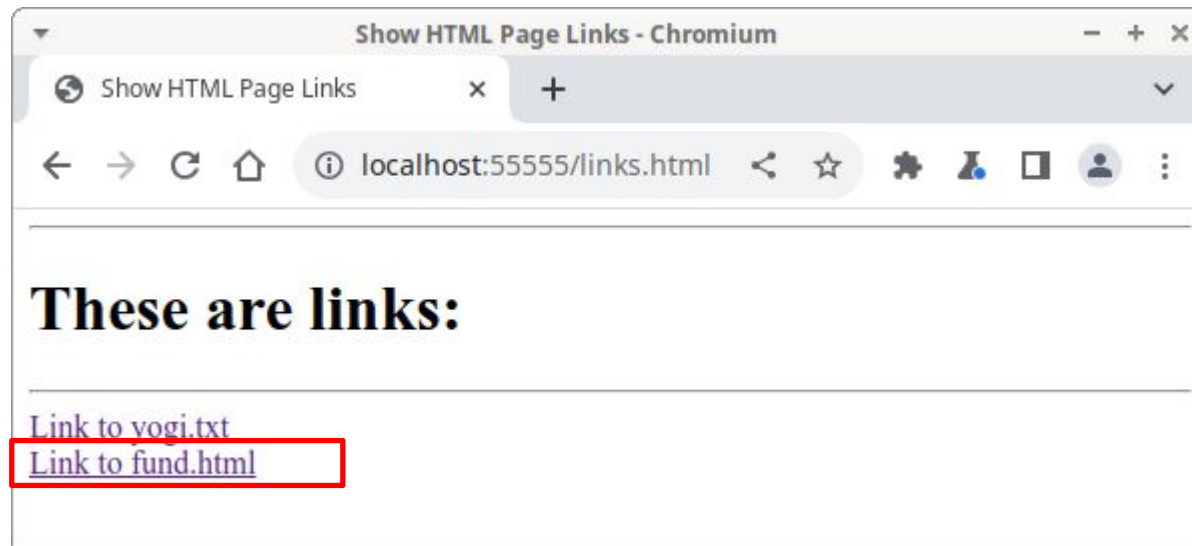 Show HTML Page Links - Chromium
Show HTML Page Links
localhost:55555/links.html
These are links:
Link to yogi.txt
Link to fund.html